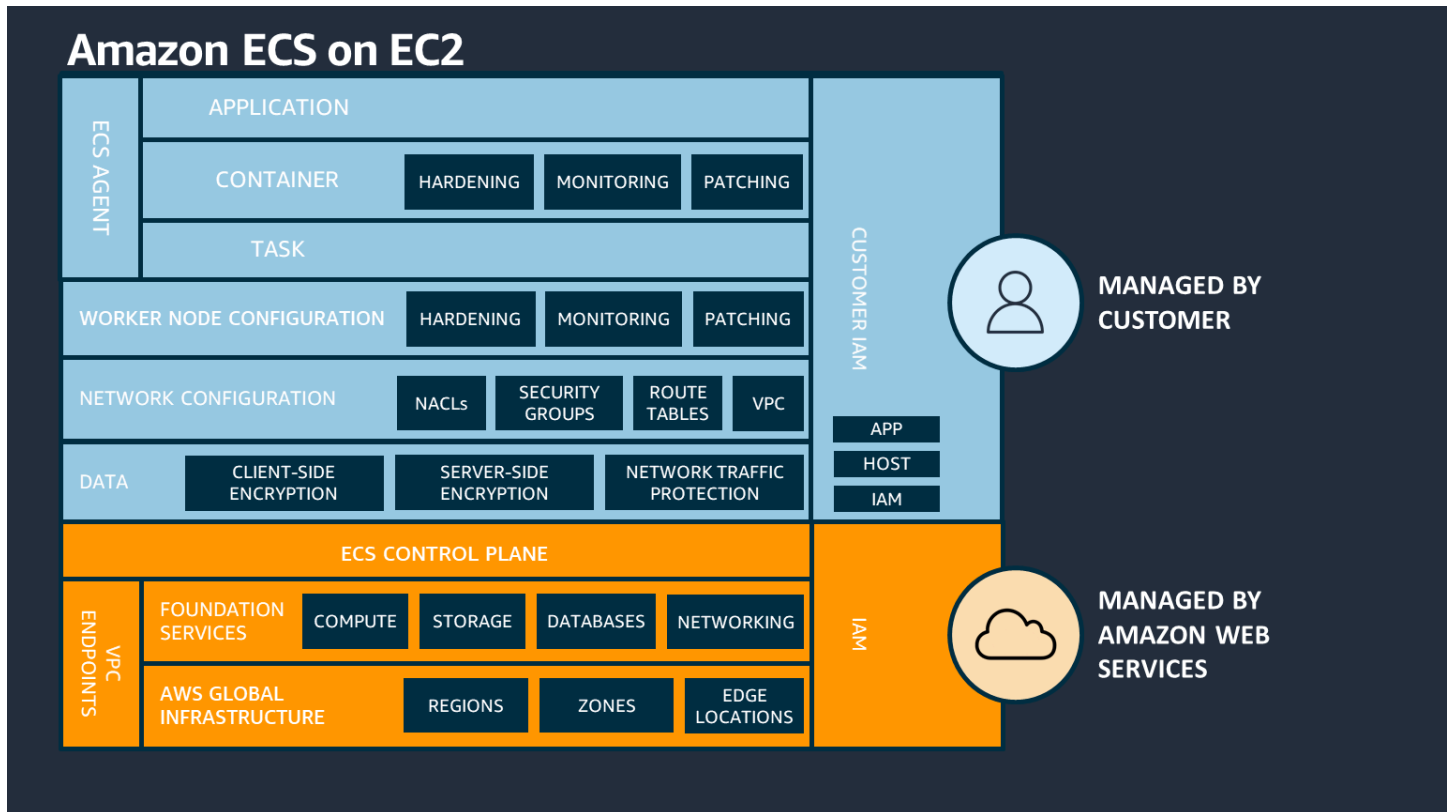 Amazon ECS on EC2
ECS AGENT
APPLICATION
CONTAINER
HARDENING
MONITORING
PATCHING
TASK
WORKER NODE CONFIGURATION
HARDENING
MONITORING
PATCHING
NETWORK CONFIGURATION
NACLs
SECURITY
GROUPS
ROUTE
TABLES
VPC
DATA
CLIENT-SIDE
ENCRYPTION
SERVER-SIDE
ENCRYPTION
NETWORK TRAFFIC
PROTECTION
CUSTOMER IAM
APP
HOST
IAM
MANAGED BY
CUSTOMER
ECS CONTROL PLANE
VPC
ENDPOINTS
FOUNDATION
SERVICES
COMPUTE
STORAGE
DATABASES
NETWORKING
AWS GLOBAL
INFRASTRUCTURE
REGIONS
ZONES
EDGE
LOCATIONS
IAM
MANAGED BY
AMAZON WEB
SERVICES